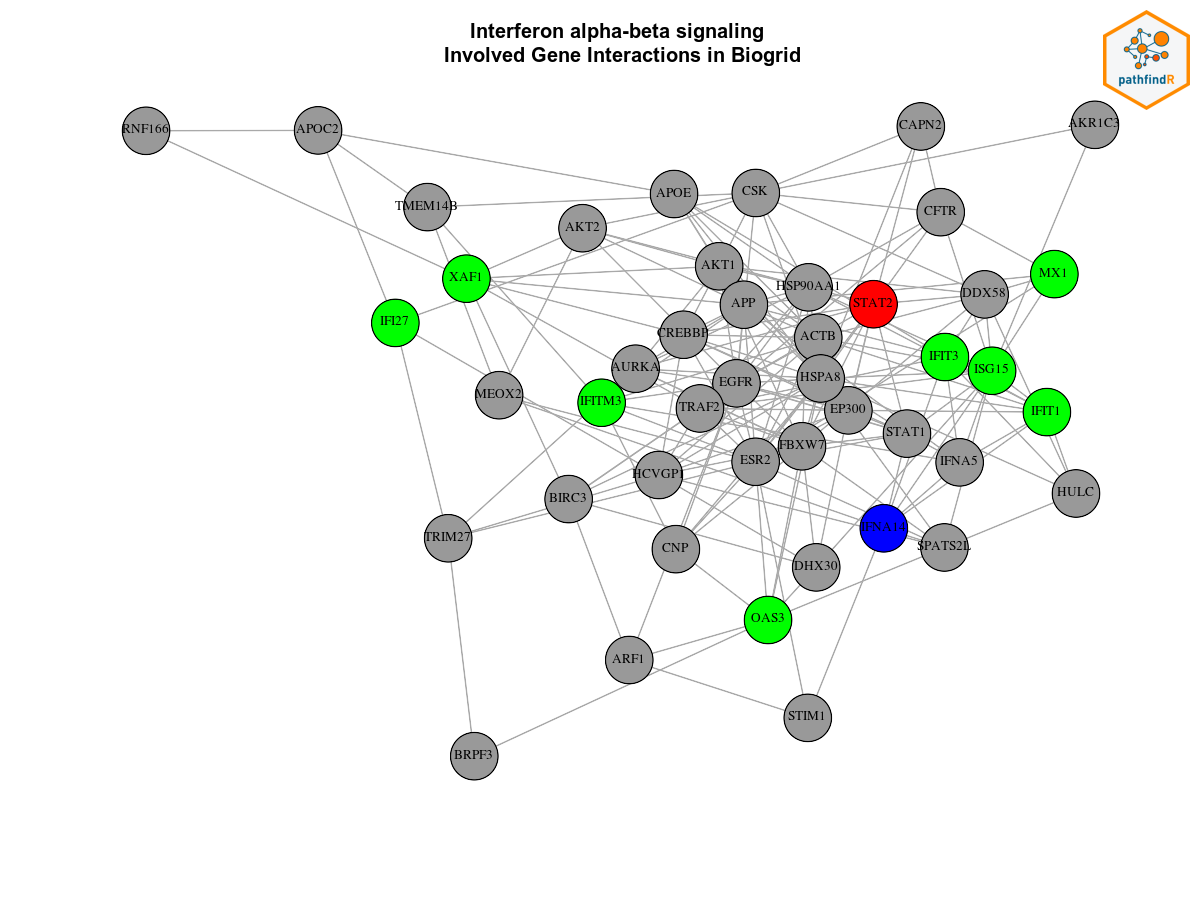 Interferon alpha-beta signaling
Involved Gene Interactions in Biogrid
pathfindR
RNF166
APOC2
CAPN2
AKR1C3
TMEM14B
APOE
CSK
CFTR
AKT2
XAF1
AKT1
HSP90AA1
MX1
DDX58
APP
STAT2
IFI27
CREBBP
ACTB
AURKA
IFIT3
ISG15
MEOX2
IFITM3
EGFR
HSPA8
TRAF2
EP300
IFIT1
STAT1
FBXW7
ESR2
IFNA5
HCVGP1
BIRC3
HULC
TRIM27
IFNA14
CNP
SPATS2L
DHX30
OAS3
ARF1
STIM1
BRPF3